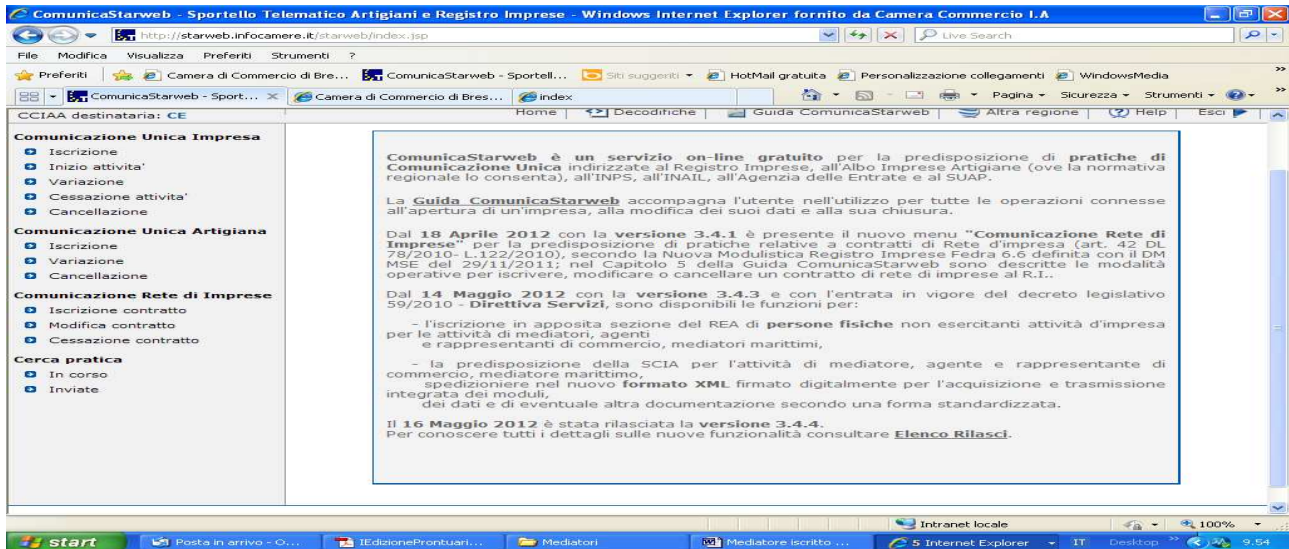 ComunicaStarweb - Sportello Telematico Artigiani e Registro Imprese - Windows Internet Explorer fornito da Camera Commercio I.A
http://starweb.infocamere.it/starweb/index.jsp
Live Search
File Modifica Visualizza Preferiti Strumenti ?
Preferiti Camera di Commercio di Bre... ComunicaStarweb - Sportell... Siti suggeriti HotMail gratuita Personalizzazione collegamenti WindowsMedia
ComunicaStarweb - Sport... Camera di Commercio di Bres... index Pagina Sicurezza Strumenti
CCIAA destinataria: CE
Home | Decodifiche | Guida ComunicaStarweb | Altra regione | Help | Esci
Comunicazione Unica Impresa
Iscrizione
Inizio attivita'
Variazione
Cessazione attivita'
Cancellazione
Comunicazione Unica Artigiana
Iscrizione
Variazione
Cancellazione
Comunicazione Rete di Imprese
Iscrizione contratto
Modifica contratto
Cessazione contratto
Cerca pratica
In corso
Inviate
ComunicaStarweb è un servizio on-line gratuito per la predisposizione di pratiche di
Comunicazione Unica indirizzate al Registro Imprese, all'Albo Imprese Artigiane (ove la normativa
regionale lo consenta), all'INPS, all'INAIL, all'Agenzia delle Entrate e al SUAP.
La Guida ComunicaStarweb accompagna l'utente nell'utilizzo per tutte le operazioni connesse
all'apertura di un'impresa, alla modifica dei suoi dati e alla sua chiusura.
Dal 18 Aprile 2012 con la versione 3.4.1 è presente il nuovo menu "Comunicazione Rete di
Imprese" per la predisposizione di pratiche relative a contratti di Rete d'impresa (art. 42 DL
78/2010- L.122/2010), secondo la Nuova Modulistica Registro Imprese Fedra 6.6 definita con il DM
MSE del 29/11/2011; nel Capitolo 5 della Guida ComunicaStarweb sono descritte le modalità
operative per iscrivere, modificare o cancellare un contratto di rete di imprese al R.I..
Dal 14 Maggio 2012 con la versione 3.4.3 e con l'entrata in vigore del decreto legislativo
59/2010 - Direttiva Servizi, sono disponibili le funzioni per:
- l'iscrizione in apposita sezione del REA di persone fisiche non esercitanti attività d'impresa
per le attività di mediatori, agenti
e rappresentanti di commercio, mediatori marittimi,
- la predisposizione della SCIA per l'attività di mediatore, agente e rappresentante di
commercio, mediatore marittimo,
spedizioniere nel nuovo formato XML firmato digitalmente per l'acquisizione e trasmissione
integrata dei moduli,
dei dati e di eventuale altra documentazione secondo una forma standardizzata.
Il 16 Maggio 2012 è stata rilasciata la versione 3.4.4.
Per conoscere tutti i dettagli sulle nuove funzionalità consultare Elenco Rilasci.
Intranet locale 100%
start Posta in arrivo - O... IEdizioneProntuari... Mediatori Mediatore iscritto ... 5 Internet Explorer IT Desktop 9.54